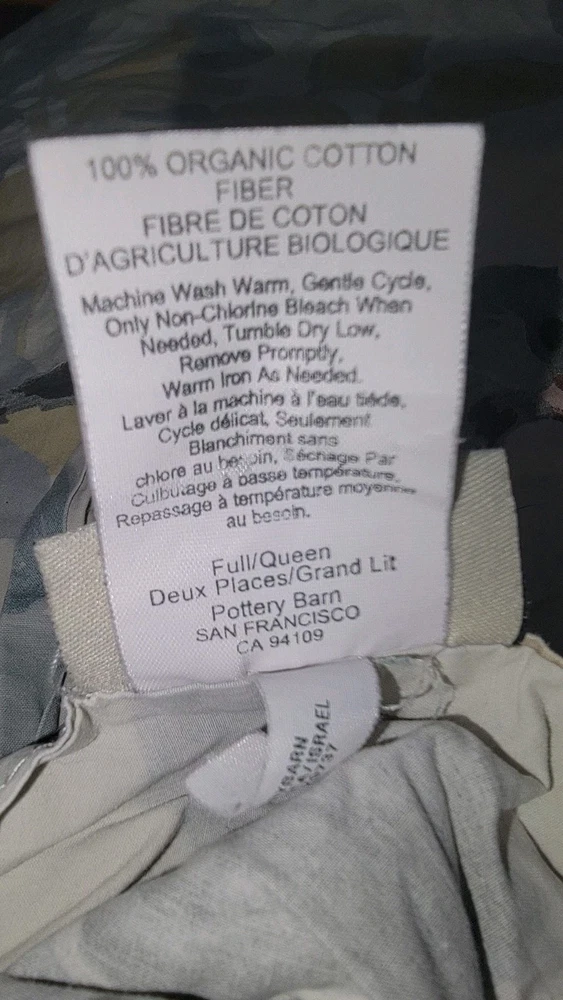 100% ORGANIC COTTON
FIBER
FIBRE DE COTON
D'AGRICULTURE BIOLOGIQUE
Machine Wash Warm, Gentle Cycle,
Only Non-Chlorine Bleach When
Needed, Tumble Dry Low,
Remove Promptly,
Warm Iron As Needed.
Laver à la machine à l'eau tiède,
Cycle délicat, Seulement
Blanchiment sans
chlore au besoin, Séchage Par
Culbutage à basse température,
Repassage à température moyenne
au besoin.
Full/Queen
Deux Places/Grand Lit
Pottery Barn
SAN FRANCISCO
CA 94109
ISRAEL